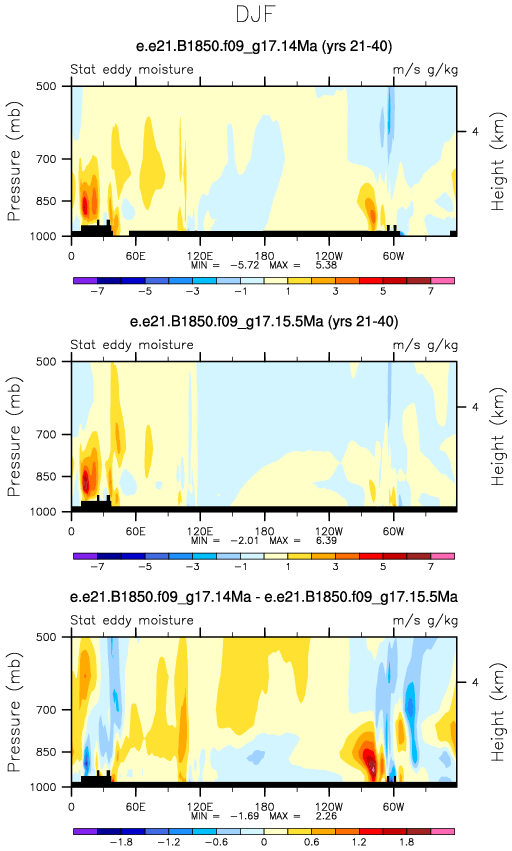 DJF
e.e21.B1850.f09_g17.14Ma (yrs 21-40)
Stat eddy moisture m/s g/kg
500
700
850
1000
Pressure (mb)
4
Height (km)
0 60E 120E 180 120W 60W
MIN = -5.72 MAX = 5.38
-7 -5 -3 -1 1 3 5 7
e.e21.B1850.f09_g17.15.5Ma (yrs 21-40)
Stat eddy moisture m/s g/kg
500
700
850
1000
Pressure (mb)
4
Height (km)
0 60E 120E 180 120W 60W
MIN = -2.01 MAX = 6.39
-7 -5 -3 -1 1 3 5 7
e.e21.B1850.f09_g17.14Ma - e.e21.B1850.f09_g17.15.5Ma
Stat eddy moisture m/s g/kg
500
700
850
1000
Pressure (mb)
4
Height (km)
0 60E 120E 180 120W 60W
MIN = -1.69 MAX = 2.26
-1.8 -1.2 -0.6 0 0.6 1.2 1.8